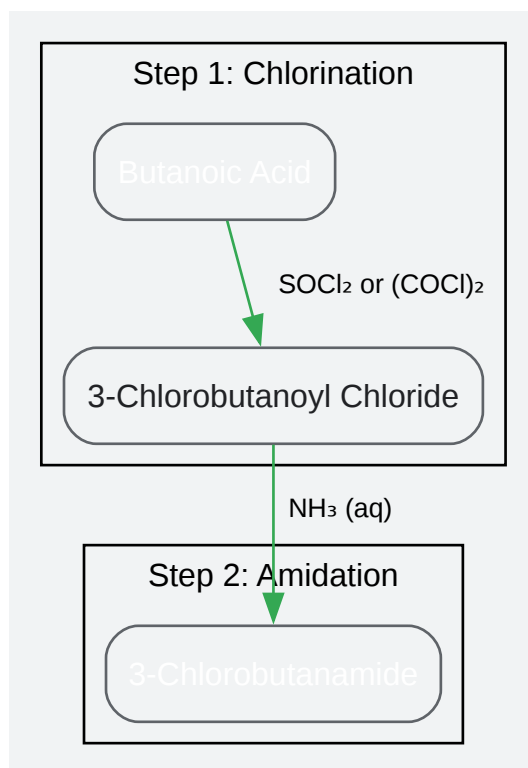 Step 1: Chlorination
Butanoic Acid
SOCl₂ or (COCl)₂
3-Chlorobutanoyl Chloride
NH₃ (aq)
Step 2: Amidation
3-Chlorobutanamide